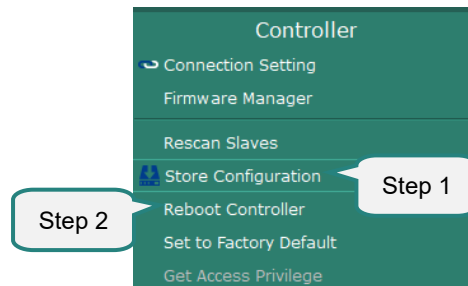 Controller
Connection Setting
Firmware Manager
Rescan Slaves
Store Configuration
Step 1
Step 2
Reboot Controller
Set to Factory Default
Get Access Privilege